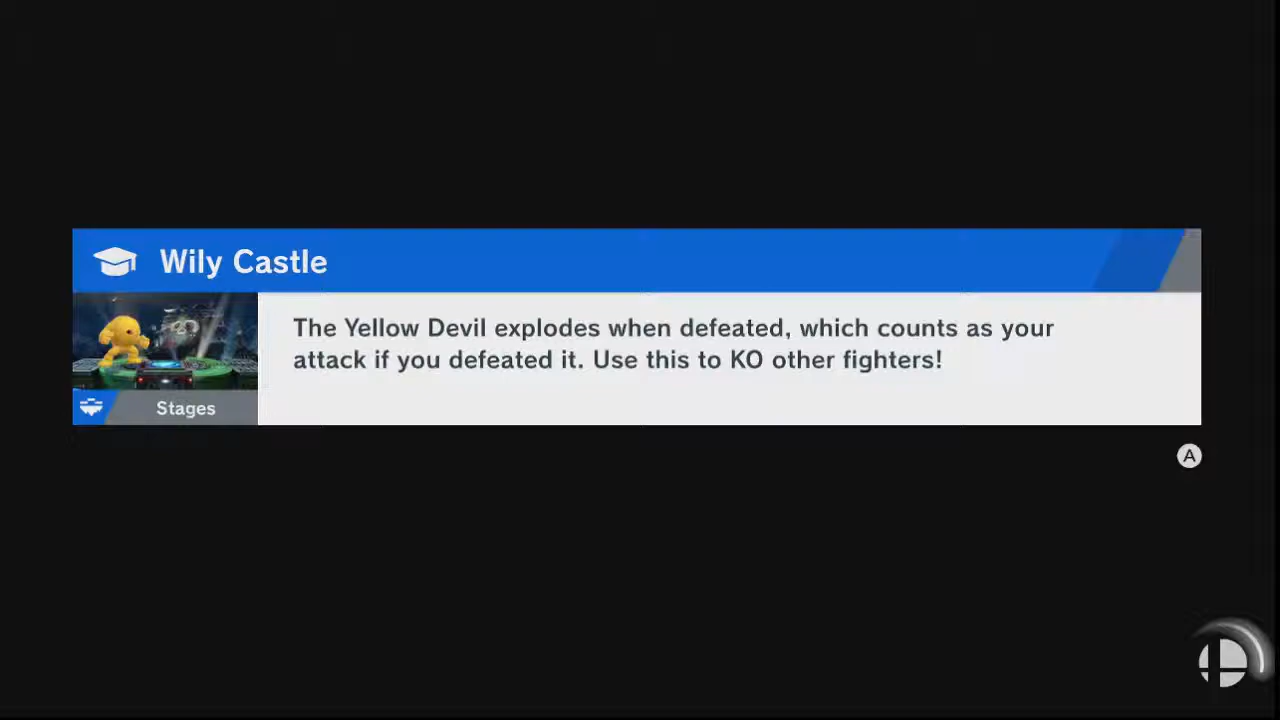 Wily Castle
The Yellow Devil explodes when defeated, which counts as your
attack if you defeated it. Use this to KO other fighters!
Stages
A